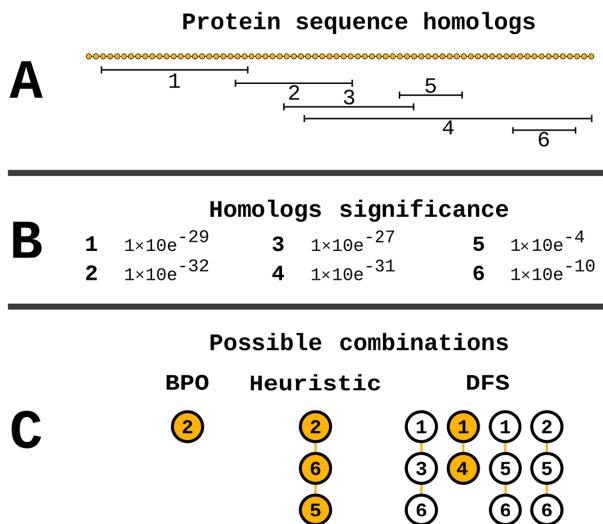 Protein sequence homologs
A
1
2
3
5
4
6
Homologs significance
B
1 1×10e-29 3 1×10e-27 5 1×10e-4
2 1×10e-32 4 1×10e-31 6 1×10e-10
Possible combinations
BPO Heuristic DFS
C
2 2 1 1 1 2
6 3 4 5 5
5 6 6 6